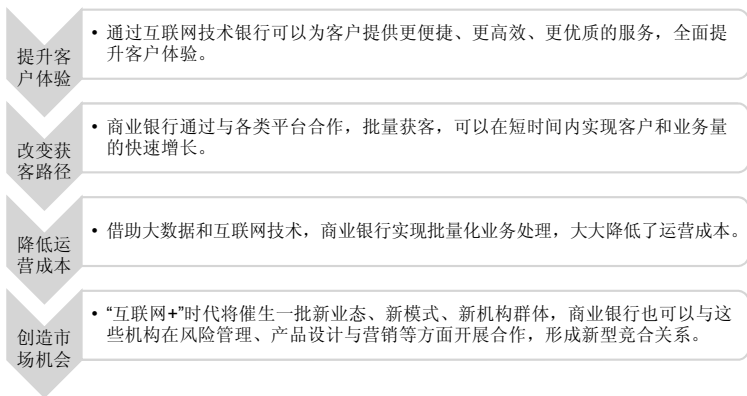 提升客
户体验
• 通过互联网技术银行可以为客户提供更便捷、更高效、更优质的服务，全面提
升客户体验。
改变获
客路径
• 商业银行通过与各类平台合作，批量获客，可以在短时间内实现客户和业务量
的快速增长。
降低运
营成本
• 借助大数据和互联网技术，商业银行实现批量化业务处理，大大降低了运营成本。
创造市
场机会
• “互联网+”时代将催生一批新业态、新模式、新机构群体，商业银行也可以与这
些机构在风险管理、产品设计与营销等方面开展合作，形成新型竞合关系。